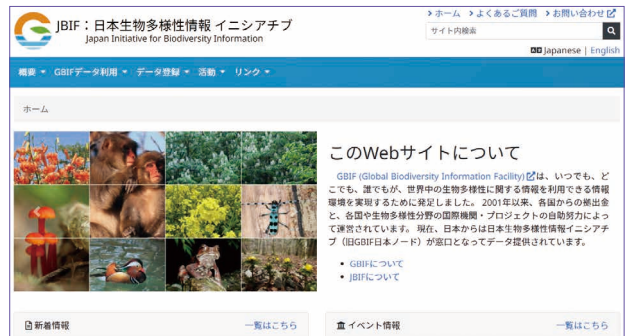 JBIF：日本生物多様性情報 イニシアチブ
Japan Initiative for Biodiversity Information
ホーム よくあるご質問 お問い合わせ
サイト内検索
Japanese | English
概要 GBIFデータ利用 データ登録 活動 リンク
ホーム
このWebサイトについて
GBIF (Global Biodiversity Information Facility)は、いつでも、ど
こでも、誰でもが、世界中の生物多様性に関する情報を利用できる情報
環境を実現するために発足しました。 2001年以来、各国からの拠出金
と、各国や生物多様性分野の国際機関・プロジェクトの自助努力によっ
て運営されています。 現在、日本からは日本生物多様性情報イニシアチ
ブ（旧GBIF日本ノード）が窓口となってデータ提供されています。
GBIFについて
JBIFについて
新着情報 一覧はこちら
イベント情報 一覧はこちら